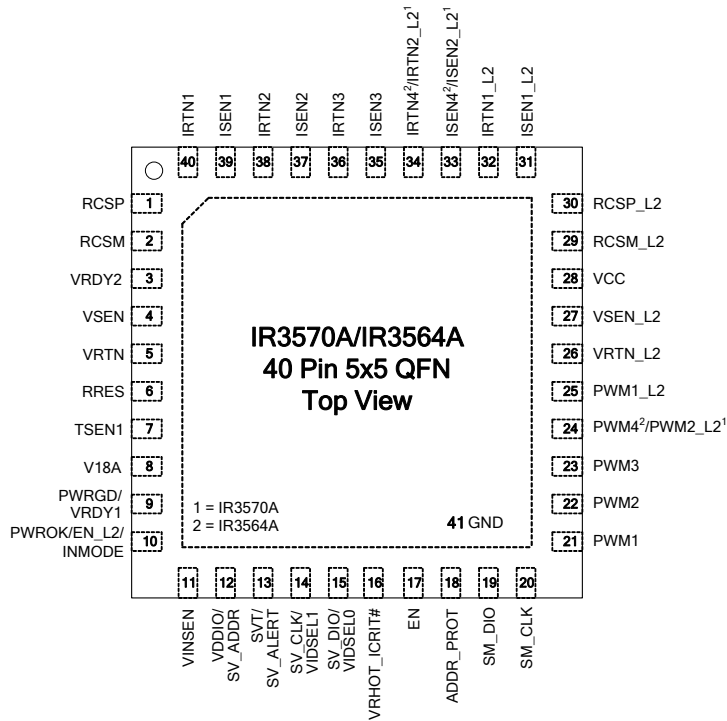 IRTN1
ISEN1
IRTN2
ISEN2
IRTN3
ISEN3
IRTN4²/IRTN2_L2¹
ISEN4²/ISEN2_L2¹
IRTN1_L2
ISEN1_L2
40 39 38 37 36 35 34 33 32 31
RCSP 1
RCSM 2
VRDY2 3
VSEN 4
VRTN 5
RRES 6
TSEN1 7
V18A 8
PWRGD/
VRDY1
9
PWROK/EN_L2/
INMODE
10
IR3570A/IR3564A
40 Pin 5x5 QFN
Top View
1 = IR3570A
2 = IR3564A
41 GND
30 RCSP_L2
29 RCSM_L2
28 VCC
27 VSEN_L2
26 VRTN_L2
25 PWM1_L2
24 PWM4²/PWM2_L2¹
23 PWM3
22 PWM2
21 PWM1
11 12 13 14 15 16 17 18 19 20
VINSEN
VDDIO/
SV_ADDR
SVT/
SV_ALERT
SV_CLK/
VIDSEL1
SV_DIO/
VIDSEL0
VRHOT_ICRIT#
EN
ADDR_PROT
SM_DIO
SM_CLK